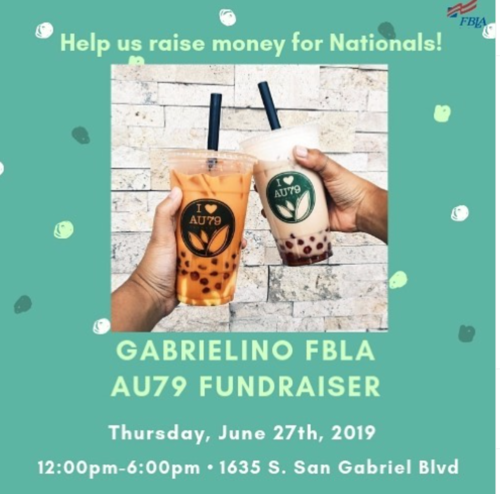 FBLA
Help us raise money for Nationals!
I ♥
AU79
I ♥
AU79
GABRIELINO FBLA
AU79 FUNDRAISER
Thursday, June 27th, 2019
12:00pm-6:00pm • 1635 S. San Gabriel Blvd